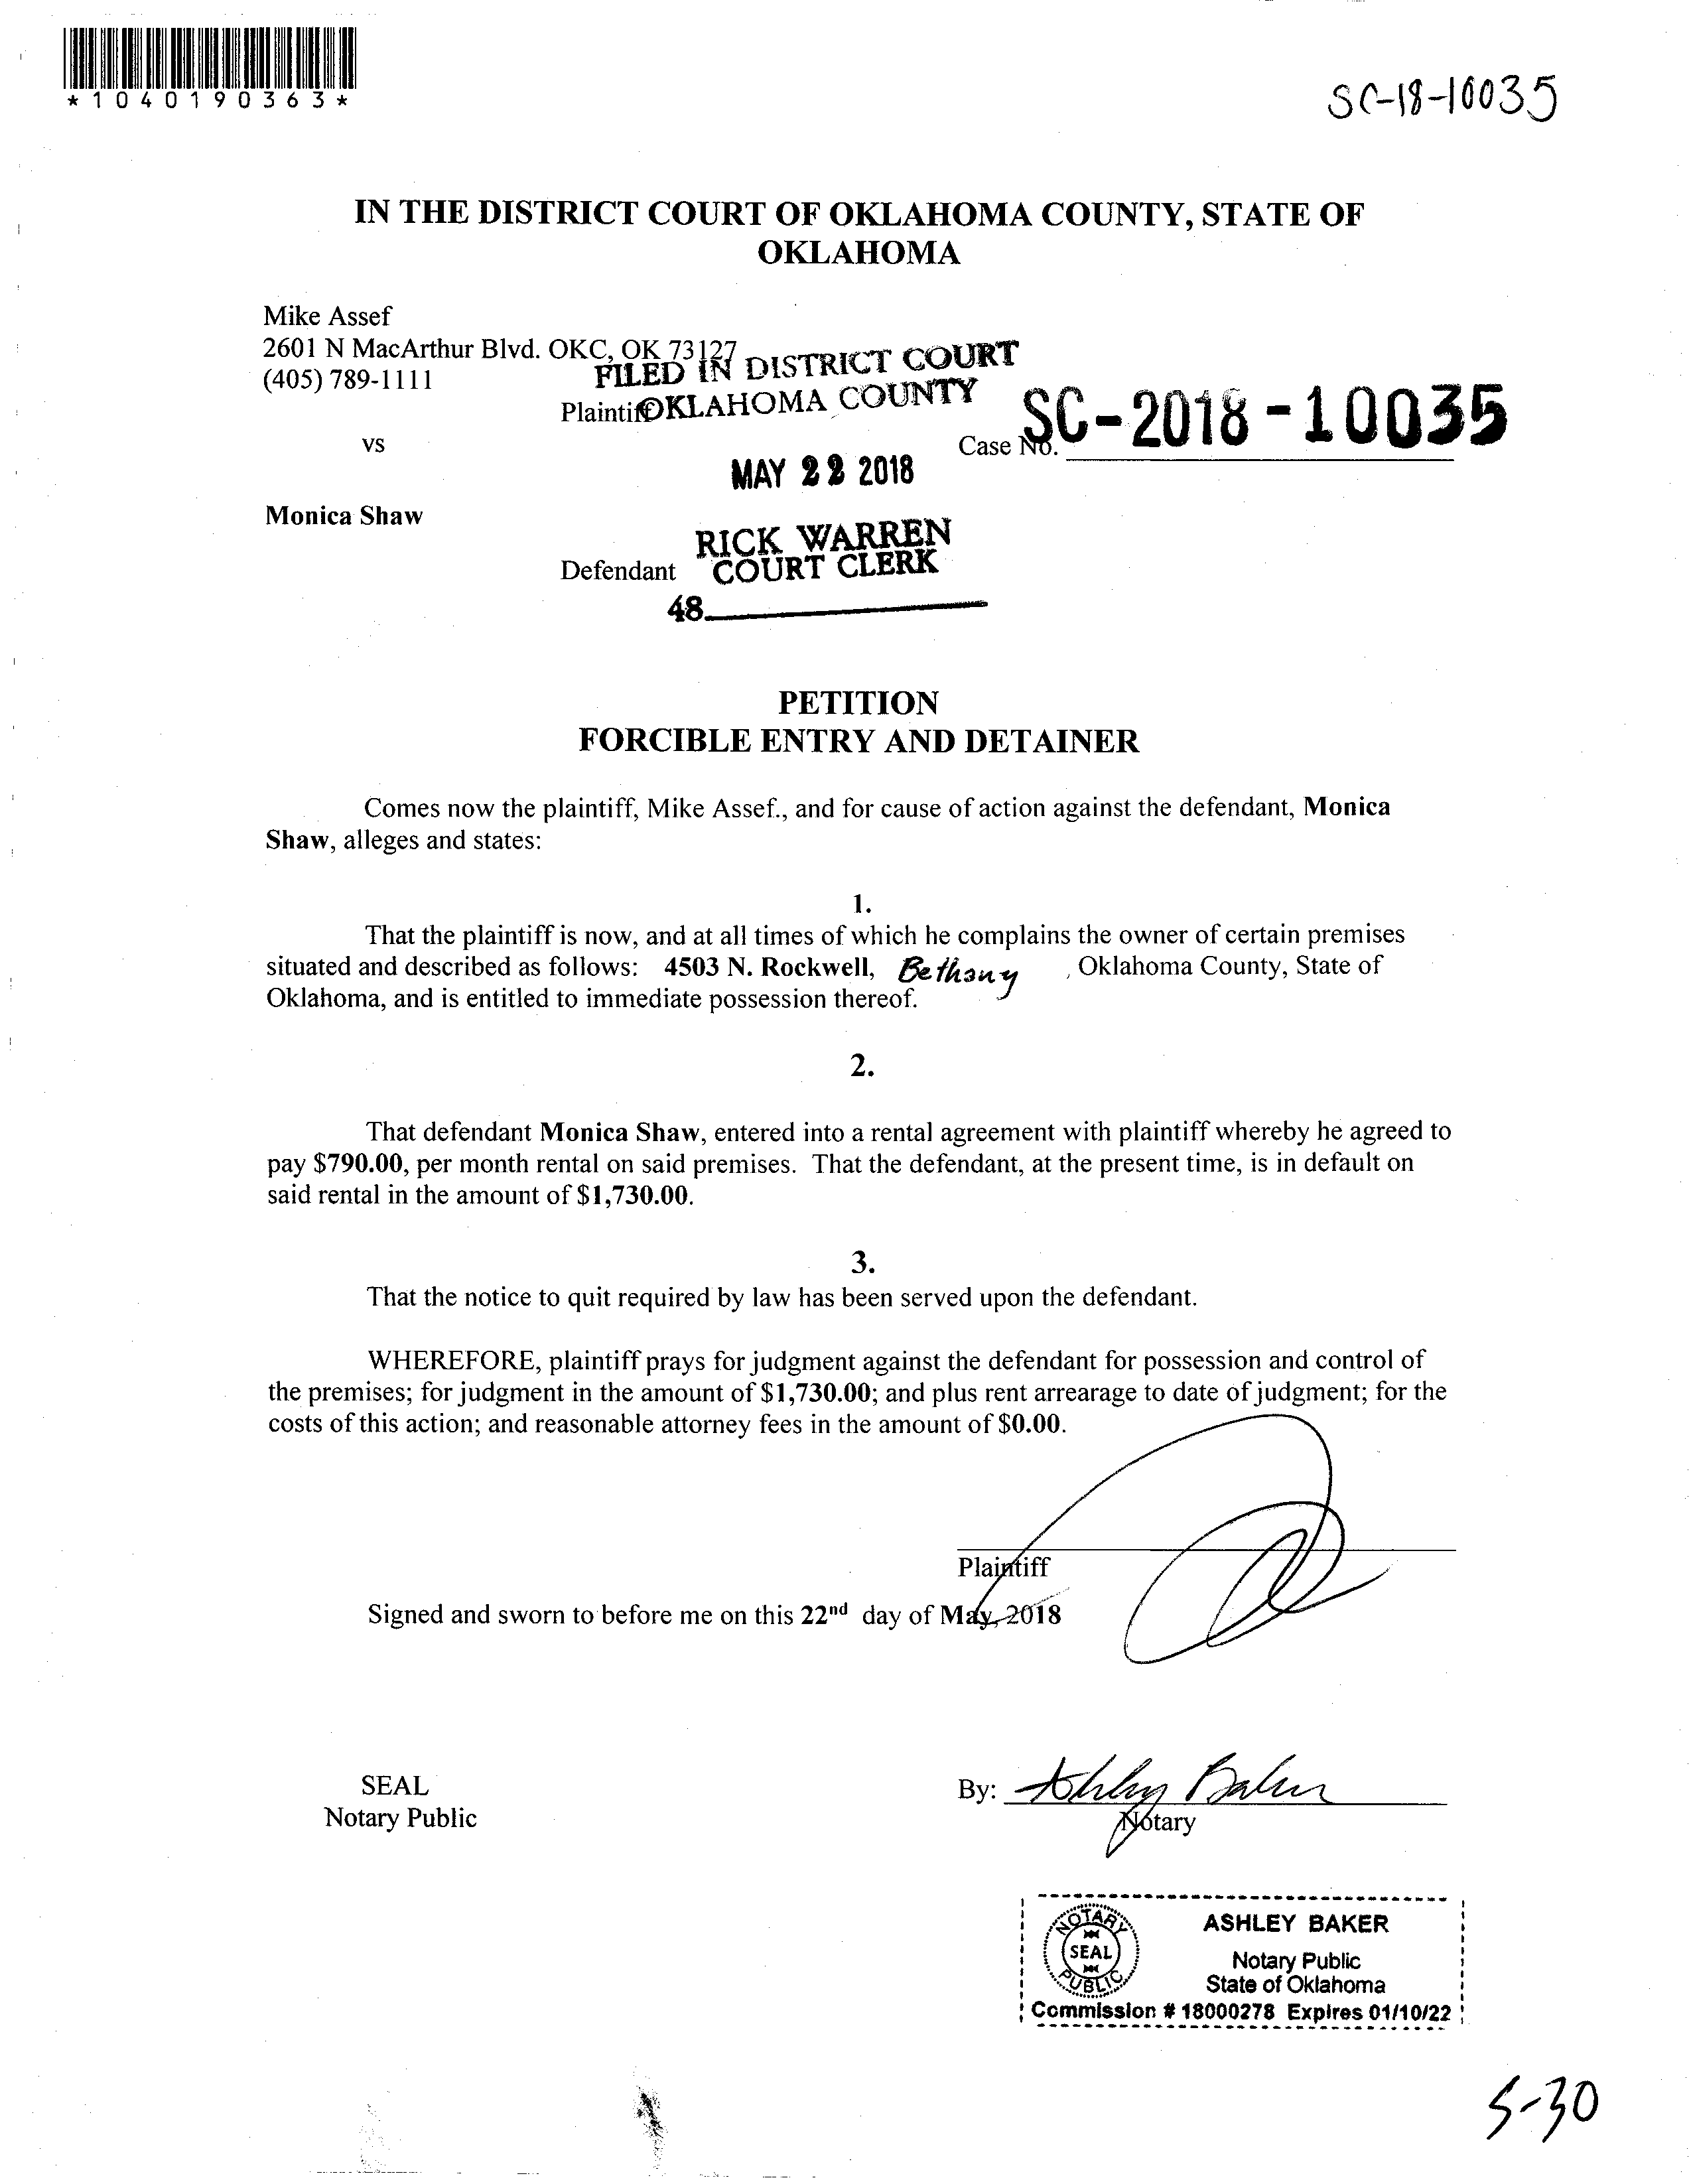 *1040190363*
SC-18-10035
IN THE DISTRICT COURT OF OKLAHOMA COUNTY, STATE OF
OKLAHOMA
Mike Assef
2601 N MacArthur Blvd. OKC, OK 73127
(405) 789-1111
FILED IN DISTRICT COURT
OKLAHOMA COUNTY
Plaintiff
vs
Case No. SC-2018-10035
MAY 22 2018
Monica Shaw
RICK WARREN
COURT CLERK
Defendant
48
PETITION
FORCIBLE ENTRY AND DETAINER
Comes now the plaintiff, Mike Assef., and for cause of action against the defendant, Monica
Shaw, alleges and states:
1.
That the plaintiff is now, and at all times of which he complains the owner of certain premises
situated and described as follows: 4503 N. Rockwell, Bethany , Oklahoma County, State of
Oklahoma, and is entitled to immediate possession thereof.
2.
That defendant Monica Shaw, entered into a rental agreement with plaintiff whereby he agreed to
pay $790.00, per month rental on said premises. That the defendant, at the present time, is in default on
said rental in the amount of $1,730.00.
3.
That the notice to quit required by law has been served upon the defendant.
WHEREFORE, plaintiff prays for judgment against the defendant for possession and control of
the premises; for judgment in the amount of $1,730.00; and plus rent arrearage to date of judgment; for the
costs of this action; and reasonable attorney fees in the amount of $0.00.
Plaintiff
Signed and sworn to before me on this 22nd day of May, 2018
SEAL
Notary Public
By: Ashley Baker
Notary
NOTARY
SEAL
PUBLIC
ASHLEY BAKER
Notary Public
State of Oklahoma
Commission # 18000278 Expires 01/10/22
5-30